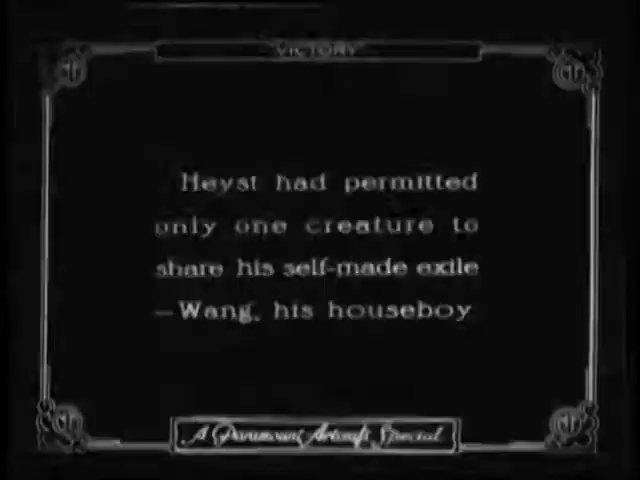 "VICTORY"
Heyst had permitted
only one creature to
share his self-made exile
—Wang, his houseboy
A Paramount Artcraft Special